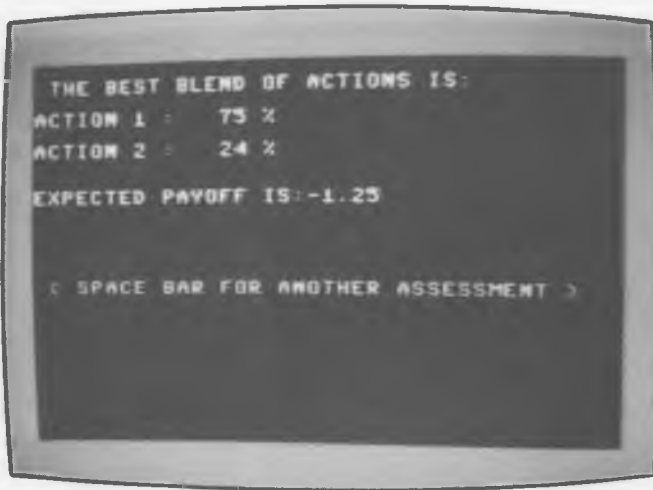 THE BEST BLEND OF ACTIONS IS:
ACTION 1 : 75 %
ACTION 2 : 24 %
EXPECTED PAYOFF IS:-1.25
< SPACE BAR FOR ANOTHER ASSESSMENT >